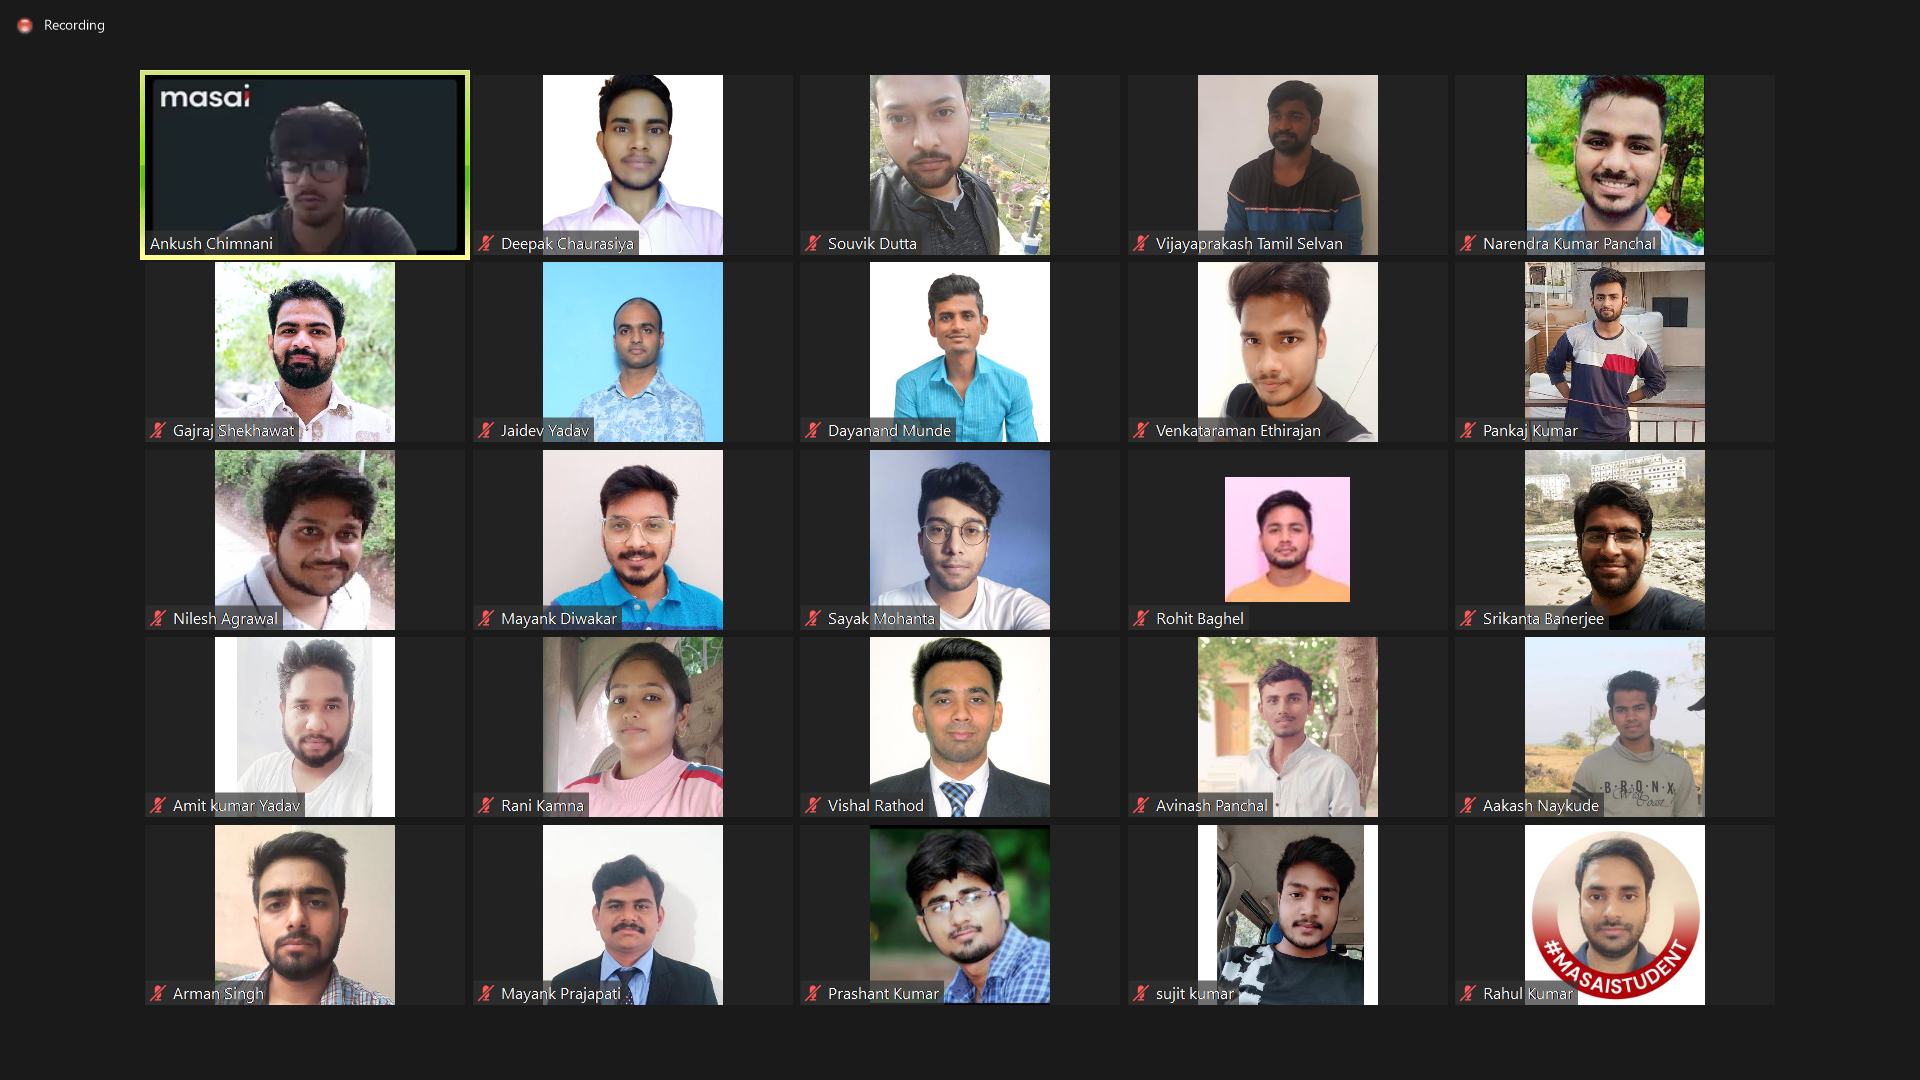 Recording
masai
Ankush Chimnani
Deepak Chaurasiya
Souvik Dutta
Vijayaprakash Tamil Selvan
Narendra Kumar Panchal
Gajraj Shekhawat
Jaidev Yadav
Dayanand Munde
Venkataraman Ethirajan
Pankaj Kumar
Nilesh Agrawal
Mayank Diwakar
Sayak Mohanta
Rohit Baghel
Srikanta Banerjee
Amit kumar Yadav
Rani Kamna
Vishal Rathod
Avinash Panchal
B·R·O·N·X
West Coast
Aakash Naykude
Arman Singh
Mayank Prajapati
Prashant Kumar
sujit kumar
#MASAISTUDENT
Rahul Kumar